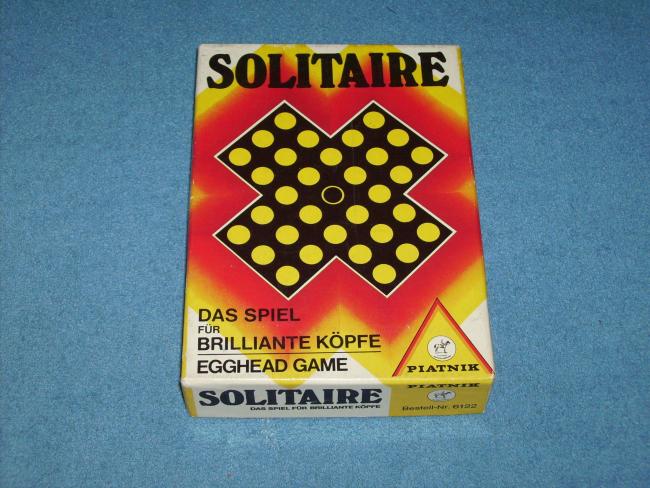 SOLITAIRE
DAS SPIEL
FÜR
BRILLIANTE KÖPFE
EGGHEAD GAME
PIATNIK
SOLITAIRE
DAS SPIEL FÜR BRILLIANTE KÖPFE
PIATNIK
Bestell-Nr. 6122